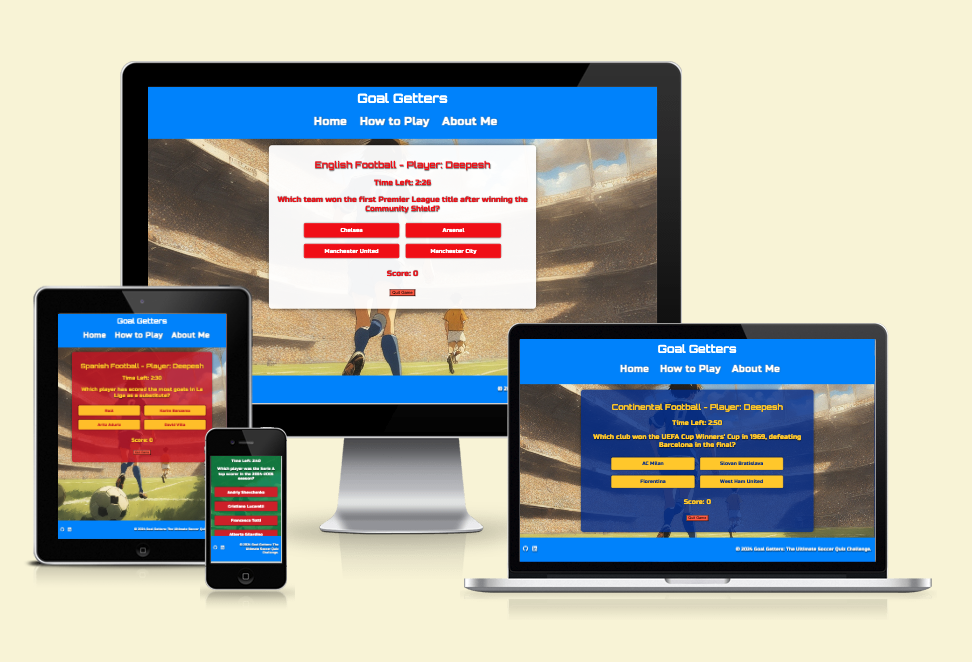 Goal Getters
Home How to Play About Me
English Football - Player: Deepesh
Time Left: 2:26
Which team won the first Premier League title after winning the
Community Shield?
Chelsea Arsenal
Manchester United Manchester City
Score: 0
Quit Game
Goal Getters
Home How to Play About Me
Spanish Football - Player: Deepesh
Time Left: 2:30
Which player has scored the most goals in La
Liga as a substitute?
Raúl Karim Benzema
Aritz Aduriz David Villa
Score: 0
© 2024 Goal Getters: The Ultimate Soccer Quiz
Which player was the Serie A
top scorer in the 2004-2005
season?
Andriy Shevchenko
Cristiano Lucarelli
Francesco Totti
Alberto Gilardino
© 2024 Goal Getters: The
Ultimate Soccer Quiz
Challenge.
Goal Getters
Home How to Play About Me
Continental Football - Player: Deepesh
Time Left: 2:50
Which club won the UEFA Cup Winners' Cup in 1969, defeating
Barcelona in the final?
AC Milan Slovan Bratislava
Fiorentina West Ham United
Score: 0
Quit Game
© 2024 Goal Getters: The Ultimate Soccer Quiz Challenge.